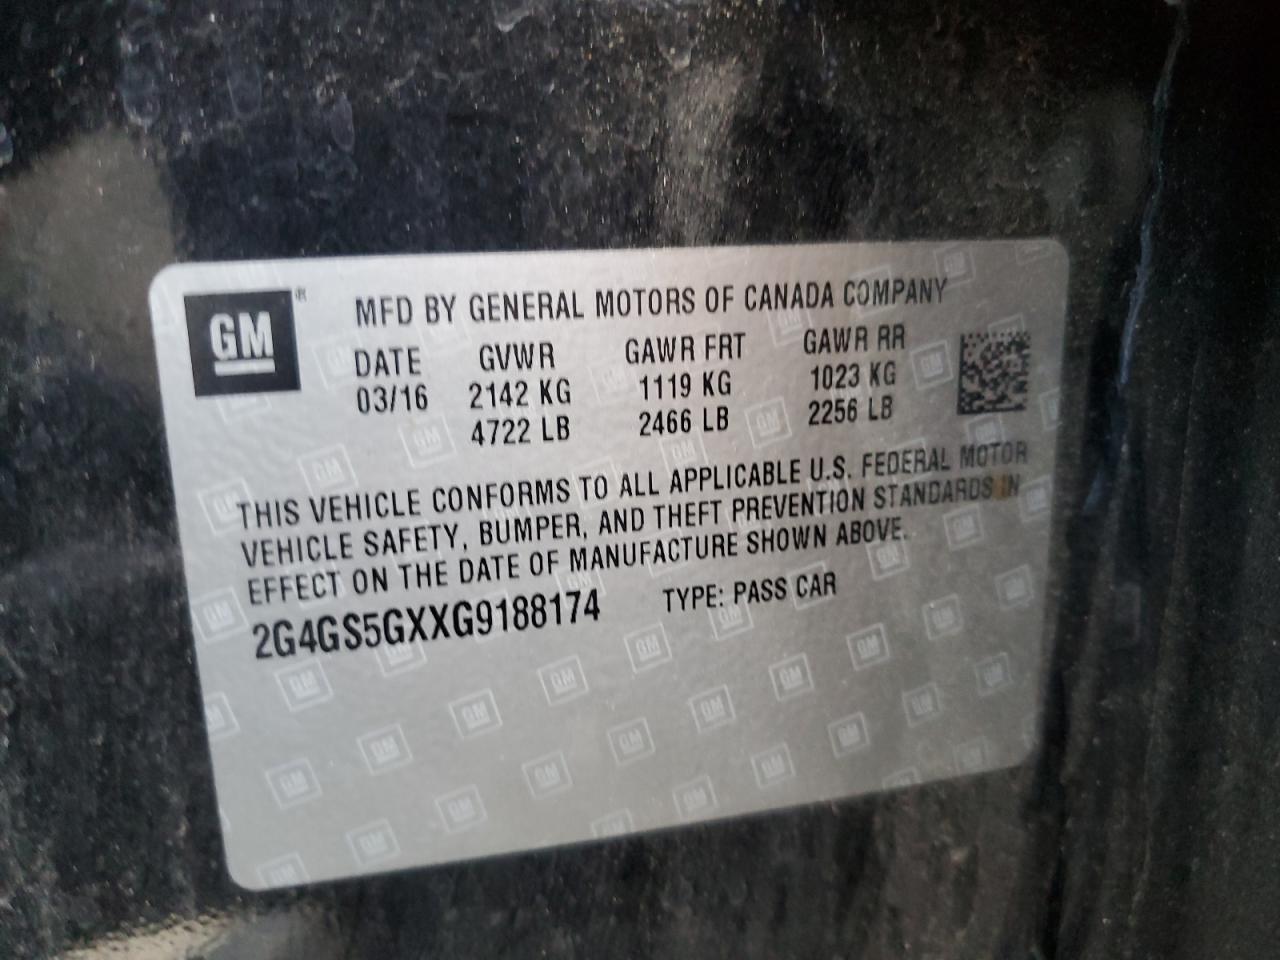 GM ®
MFD BY GENERAL MOTORS OF CANADA COMPANY
DATE GVWR GAWR FRT GAWR RR
03/16 2142 KG 1119 KG 1023 KG
4722 LB 2466 LB 2256 LB
THIS VEHICLE CONFORMS TO ALL APPLICABLE U.S. FEDERAL MOTOR
VEHICLE SAFETY, BUMPER, AND THEFT PREVENTION STANDARDS IN
EFFECT ON THE DATE OF MANUFACTURE SHOWN ABOVE.
2G4GS5GXXG9188174 TYPE: PASS CAR